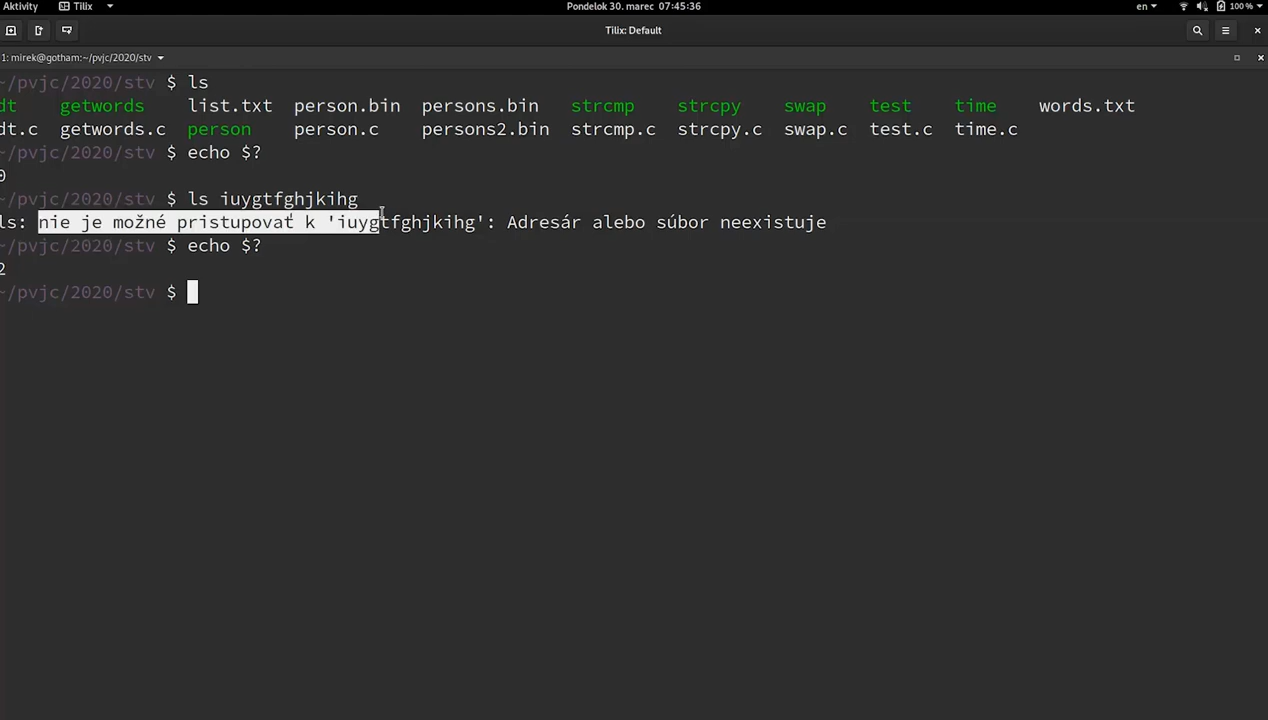 Aktivity Tilix Pondelok 30. marec 07:45:36 en 100 %
Tilix: Default
1: mirek@gotham:~/pvjc/2020/stv
~/pvjc/2020/stv $ ls
dt getwords list.txt person.bin persons.bin strcmp strcpy swap test time words.txt
dt.c getwords.c person person.c persons2.bin strcmp.c strcpy.c swap.c test.c time.c
~/pvjc/2020/stv $ echo $?
0
~/pvjc/2020/stv $ ls iuygtfghjkihg
ls: nie je možné pristupovať k 'iuygtfghjkihg': Adresár alebo súbor neexistuje
~/pvjc/2020/stv $ echo $?
2
~/pvjc/2020/stv $